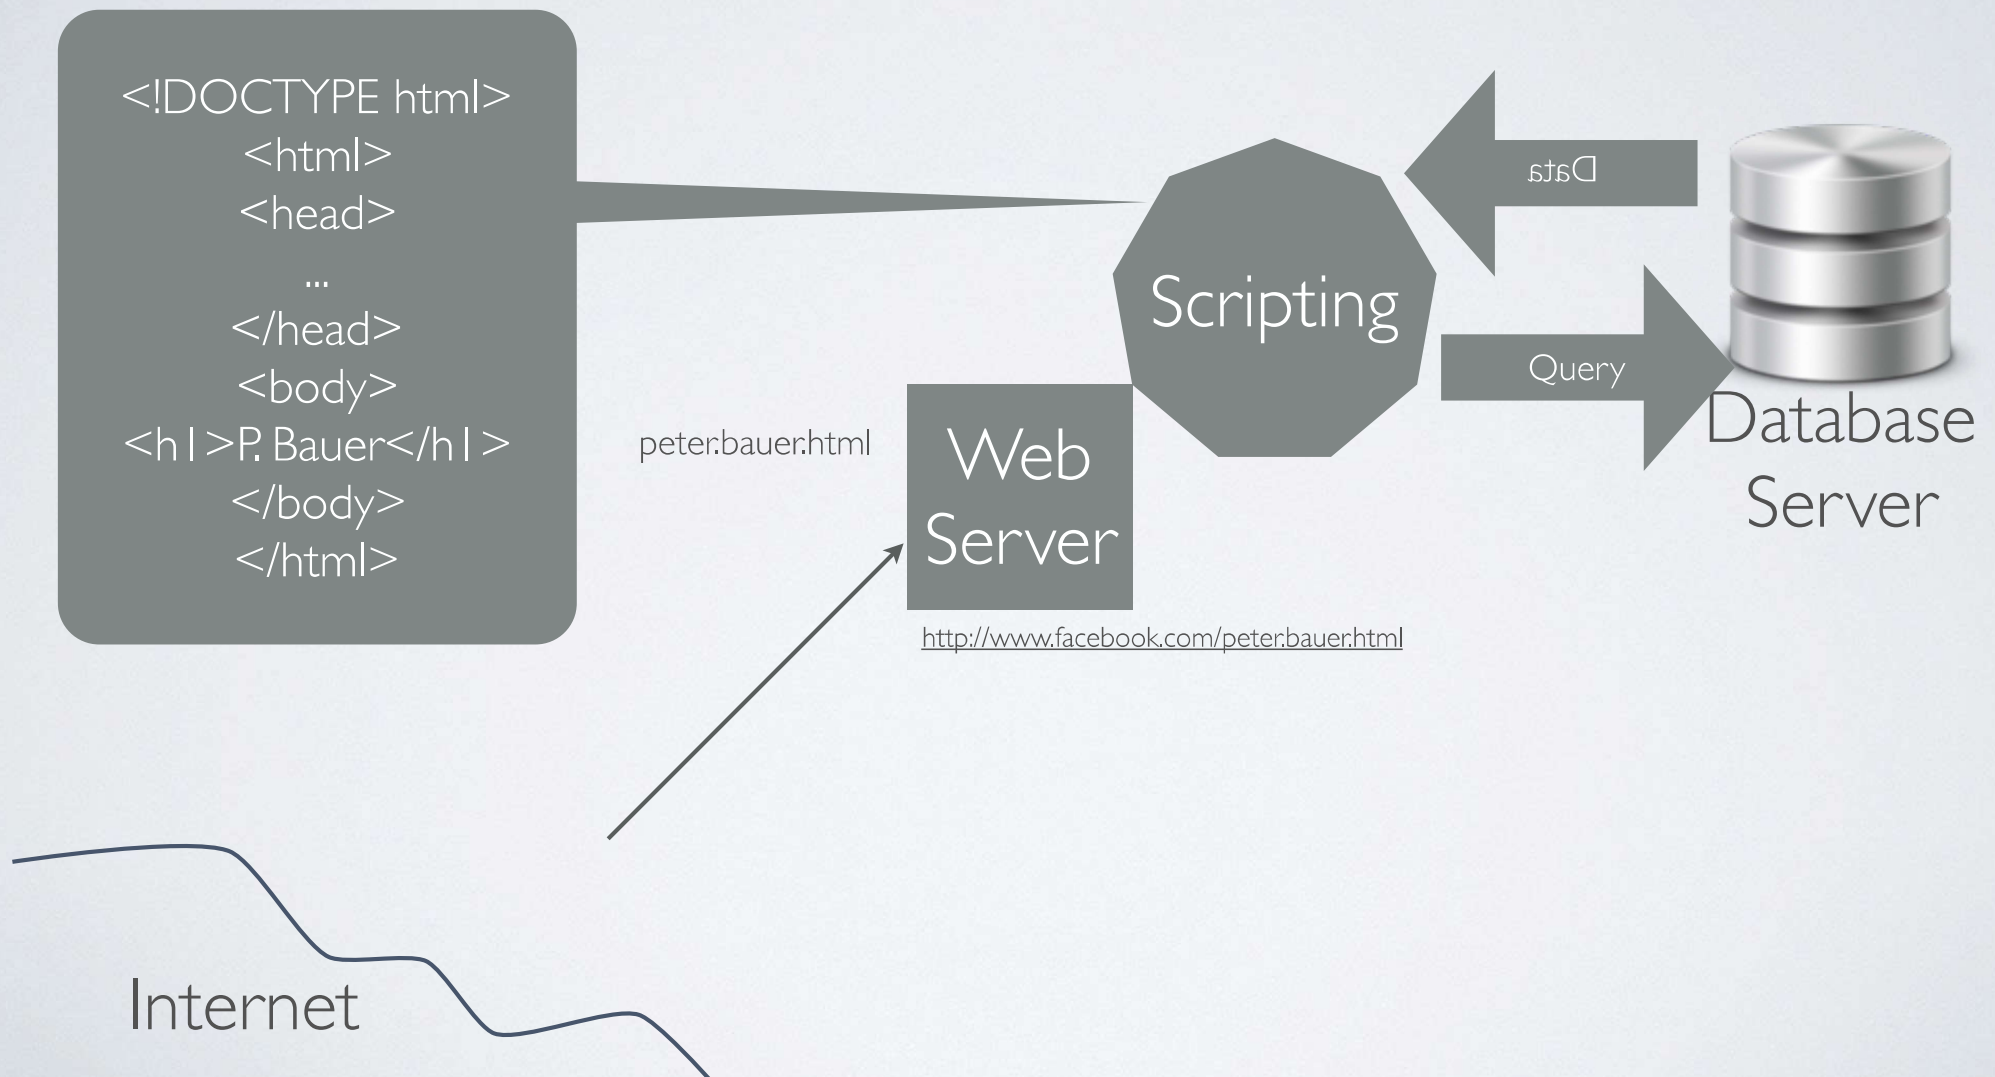 <!DOCTYPE html>
<html>
<head>
...
</head>
<body>
<h1>P. Bauer</h1>
</body>
</html>
peter.bauer.html
Web
Server
http://www.facebook.com/peter.bauer.html
Scripting
Data
Query
Database
Server
Internet